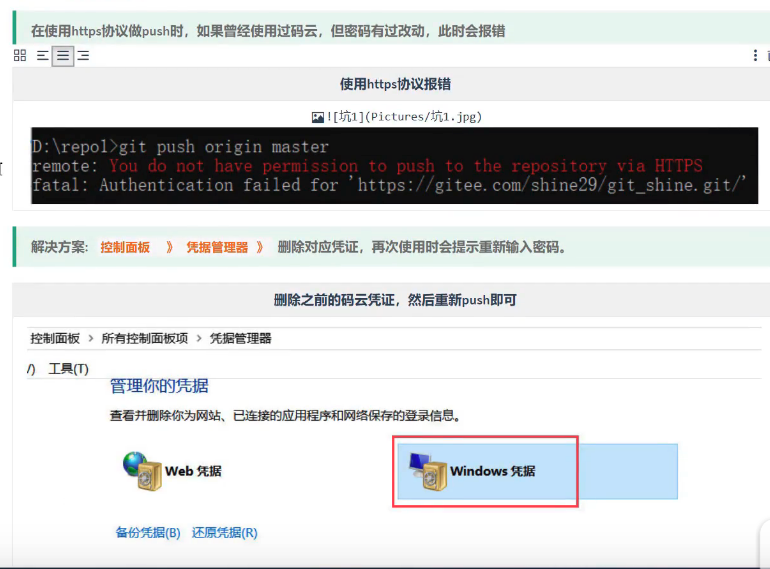 在使用https协议做push时，如果曾经使用过码云，但密码有过改动，此时会报错
使用https协议报错
![坑1](Pictures/坑1.jpg)
D:\repo1>git push origin master
remote: You do not have permission to push to the repository via HTTPS
fatal: Authentication failed for 'https://gitee.com/shine29/git_shine.git/'
解决方案: 控制面板 》 凭据管理器 》 删除对应凭证，再次使用时会提示重新输入密码。
删除之前的码云凭证，然后重新push即可
控制面板 > 所有控制面板项 > 凭据管理器
/) 工具(T)
管理你的凭据
查看并删除你为网站、已连接的应用程序和网络保存的登录信息。
Web 凭据 Windows 凭据
备份凭据(B) 还原凭据(R)